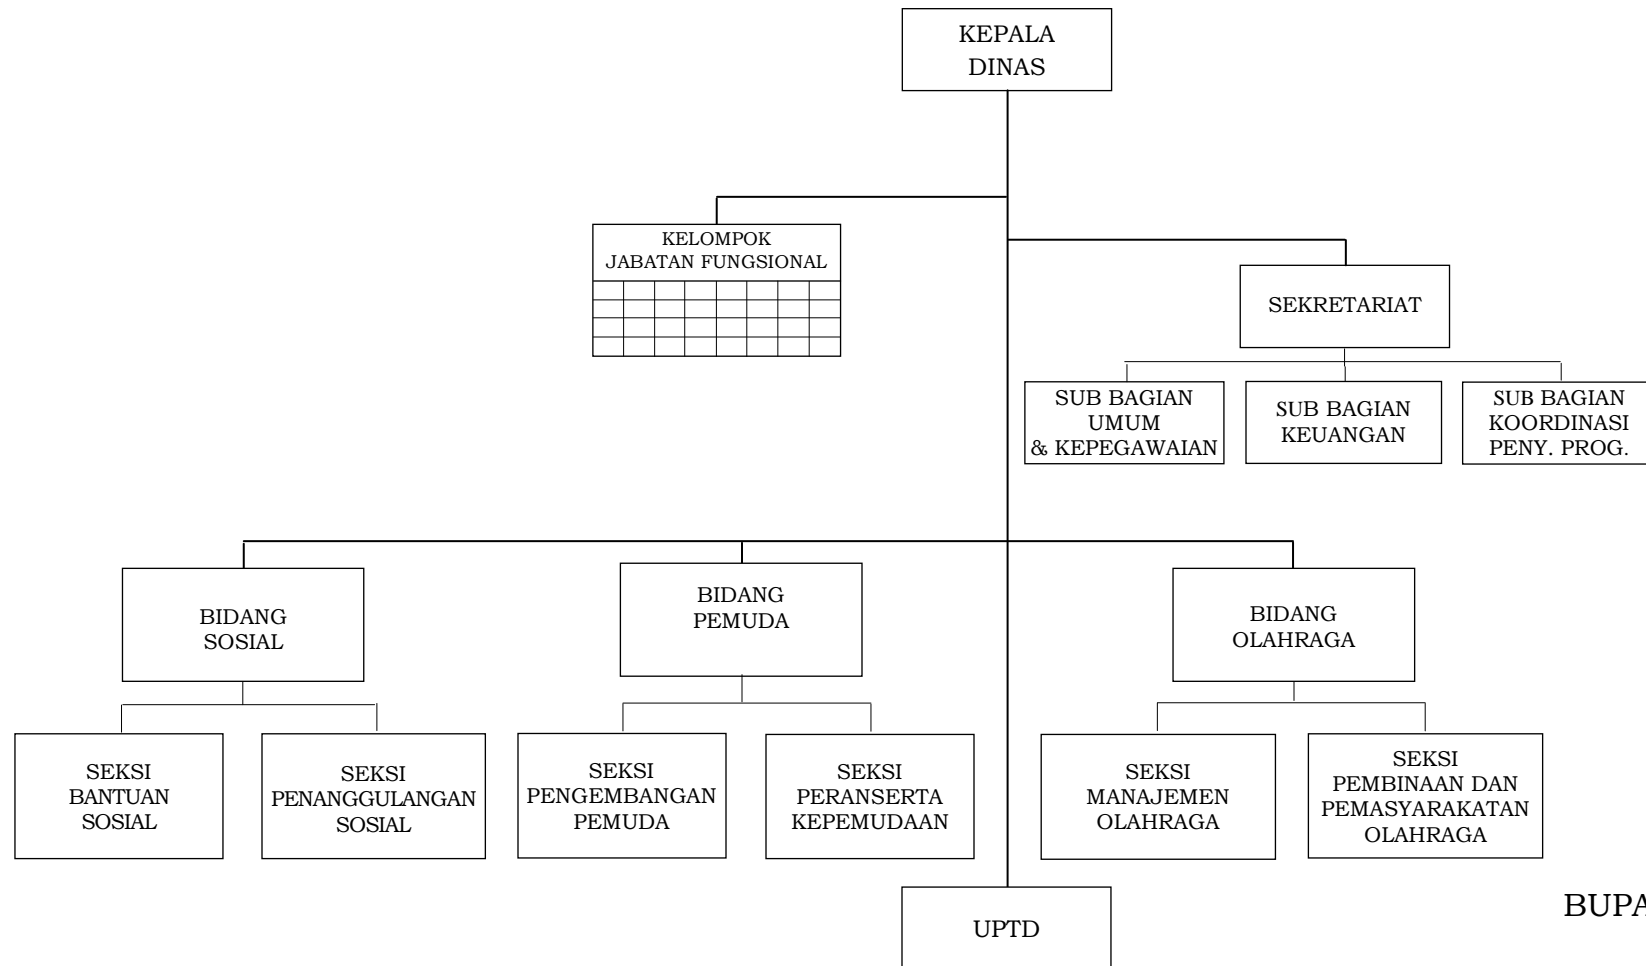 KEPALA
DINAS
KELOMPOK
JABATAN FUNGSIONAL
SEKRETARIAT
SUB BAGIAN
UMUM
& KEPEGAWAIAN
SUB BAGIAN
KEUANGAN
SUB BAGIAN
KOORDINASI
PENY. PROG.
BIDANG
SOSIAL
BIDANG
PEMUDA
BIDANG
OLAHRAGA
SEKSI
BANTUAN
SOSIAL
SEKSI
PENANGGULANGAN
SOSIAL
SEKSI
PENGEMBANGAN
PEMUDA
SEKSI
PERANSERTA
KEPEMUDAAN
SEKSI
MANAJEMEN
OLAHRAGA
SEKSI
PEMBINAAN DAN
PEMASYARAKATAN
OLAHRAGA
UPTD
BUPA